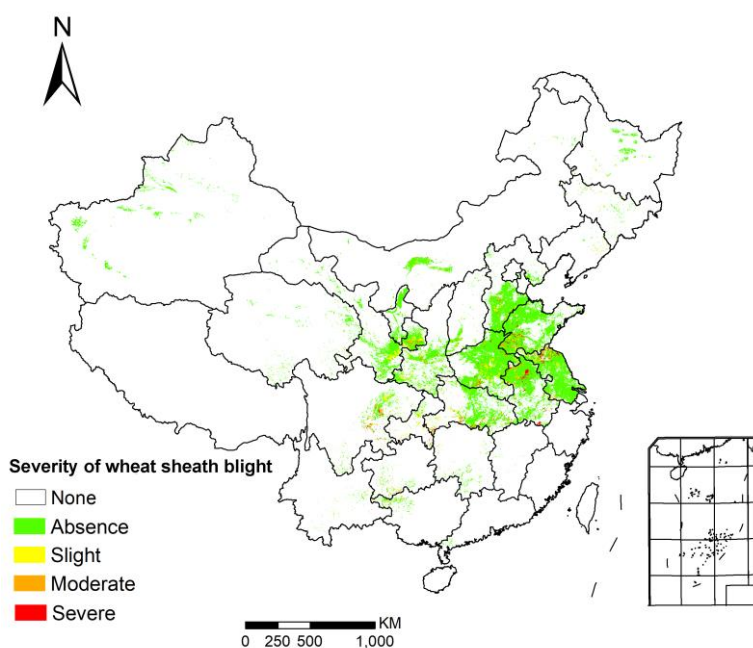 N
Severity of wheat sheath blight
None
Absence
Slight
Moderate
Severe
KM
0 250 500 1,000